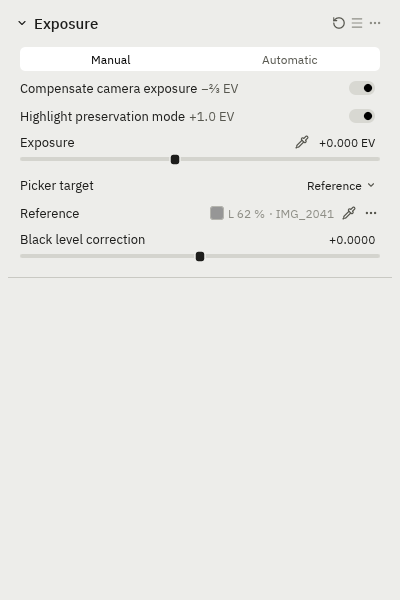 Exposure
Manual Automatic
Compensate camera exposure −⅔ EV
Highlight preservation mode +1.0 EV
Exposure +0.000 EV
Picker target Reference
Reference L 62 % · IMG_2041
Black level correction +0.0000